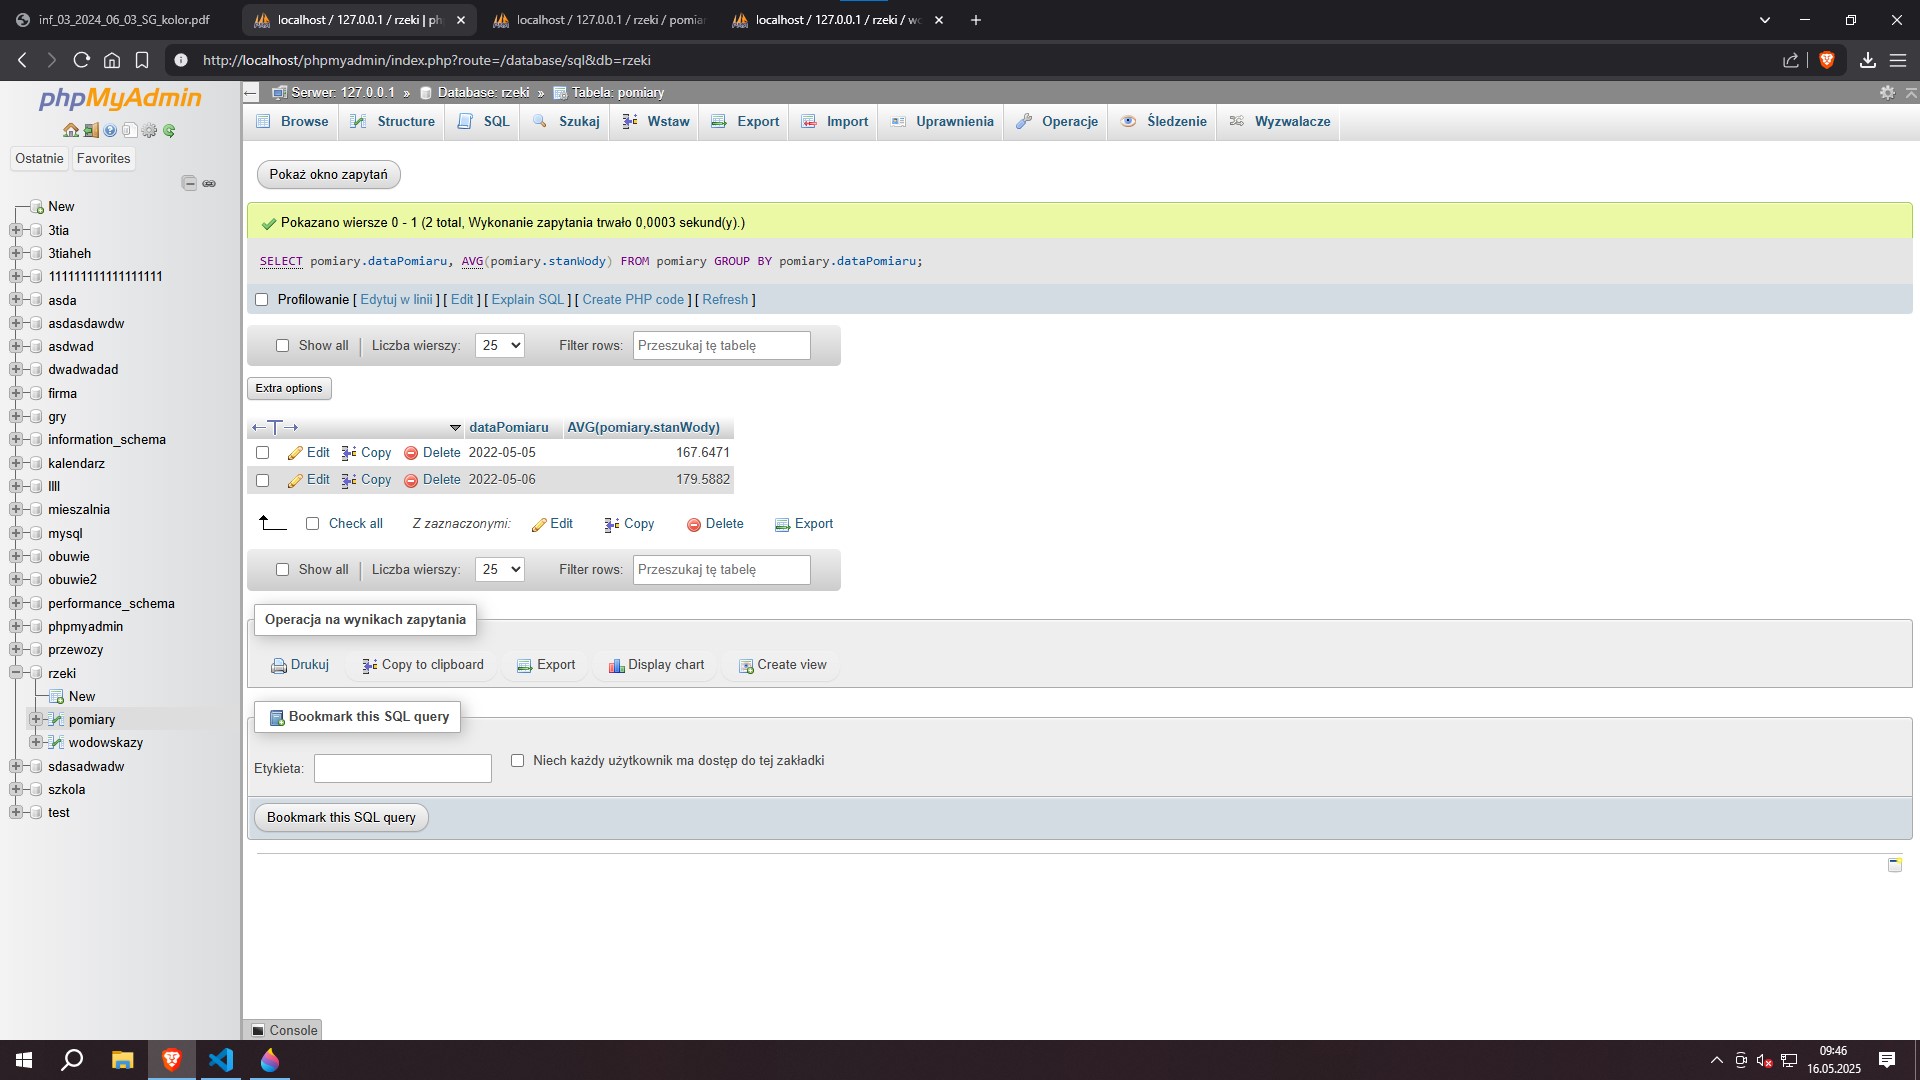 inf_03_2024_06_03_SG_kolor.pdf
localhost / 127.0.0.1 / rzeki | ph
localhost / 127.0.0.1 / rzeki / pomiar
localhost / 127.0.0.1 / rzeki / wo
http://localhost/phpmyadmin/index.php?route=/database/sql&db=rzeki
phpMyAdmin
Ostatnie
Favorites
New
3tia
3tiaheh
asda
asdasdawdw
asdwad
dwadwadad
firma
gry
information_schema
kalendarz
llll
mieszalnia
mysql
obuwie
obuwie2
performance_schema
phpmyadmin
przewozy
rzeki
New
pomiary
wodowskazy
sdasadwadw
szkola
test
Serwer: 127.0.0.1 » Database: rzeki » Tabela: pomiary
Browse Structure SQL Szukaj Wstaw Export Import Uprawnienia Operacje Śledzenie Wyzwalacze
Pokaż okno zapytań
Pokazano wiersze 0 - 1 (2 total, Wykonanie zapytania trwało 0,0003 sekund(y).)
SELECT pomiary.dataPomiaru, AVG(pomiary.stanWody) FROM pomiary GROUP BY pomiary.dataPomiaru;
Profilowanie [ Edytuj w linii ] [ Edit ] [ Explain SQL ] [ Create PHP code ] [ Refresh ]
Show all | Liczba wierszy: 25 Filter rows: Przeszukaj tę tabelę
Extra options
dataPomiaru AVG(pomiary.stanWody)
Edit Copy Delete 2022-05-05 167.6471
Edit Copy Delete 2022-05-06 179.5882
Check all Z zaznaczonymi: Edit Copy Delete Export
Show all | Liczba wierszy: 25 Filter rows: Przeszukaj tę tabelę
Operacja na wynikach zapytania
Drukuj Copy to clipboard Export Display chart Create view
Bookmark this SQL query
Etykieta: Niech każdy użytkownik ma dostęp do tej zakładki
Bookmark this SQL query
Console
09:46
16.05.2025